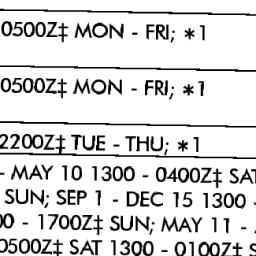 0500Z‡ MON - FRI; *1
0500Z‡ MON - FRI; *1
2200Z‡ TUE - THU; *1
- MAY 10 1300 - 0400Z‡ SAT
SUN; SEP 1 - DEC 15 1300 -
00 - 1700Z‡ SUN; MAY 11 -
0500Z‡ SAT 1300 - 0100Z‡ S